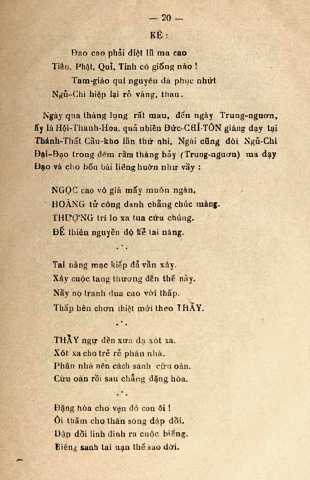 — 20 —
KỆ :
Đao cao phải diệt lũ ma cao
Tiên, Phật, Quỉ, Tinh có giống nào !
Tam-giáo qui nguyên da phục nhứt
Ngũ-Chi hiệp lại rõ vàng, thau.
Ngày qua tháng lụng rất mau, đến ngày Trung-nguơn,
ấy là Hội-Thanh-Hoa. quả nhiên Đức-CHÍ-TÔN giáng dạy tại
Thánh-Thất Cầu-kho lần thứ nhì, Ngài cũng đòi Ngũ-Chi
Đại-Đạo trong đêm rằm tháng bảy (Trung-ngươn) mà dạy
Đạo và cho bốn bài liêng huờn như vầy :
NGỌC cao vô giá mấy muôn ngàn,
HOÀNG tử công danh chẳng chúc màng.
THƯỢNG trí lo xa tua cứu chúng.
ĐẾ thiên nguyền độ kẻ tai nàng.
.·.
Tai nàng mạc kiếp đả vần xây.
Xây cuộc tang thương đến thế nầy.
Nầy nọ tranh đua cao với thấp.
Thấp hèn chơn thiệt mới theo THẦY.
.·.
THẦY ngự đến xưa dạ xót xa.
Xót xa cho trẻ rẻ phân nhà.
Phân nhà nên cách sanh cừu oán.
Cừu oán rồi sau chẳng đặng hòa.
.·.
Đặng hòa cho vẹn đó con ôi !
Ôi thảm cho thân sóng dập dồi.
Dập dồi linh đinh ra cuộc biếng.
Biếng sanh tai nạn thế sao dời.